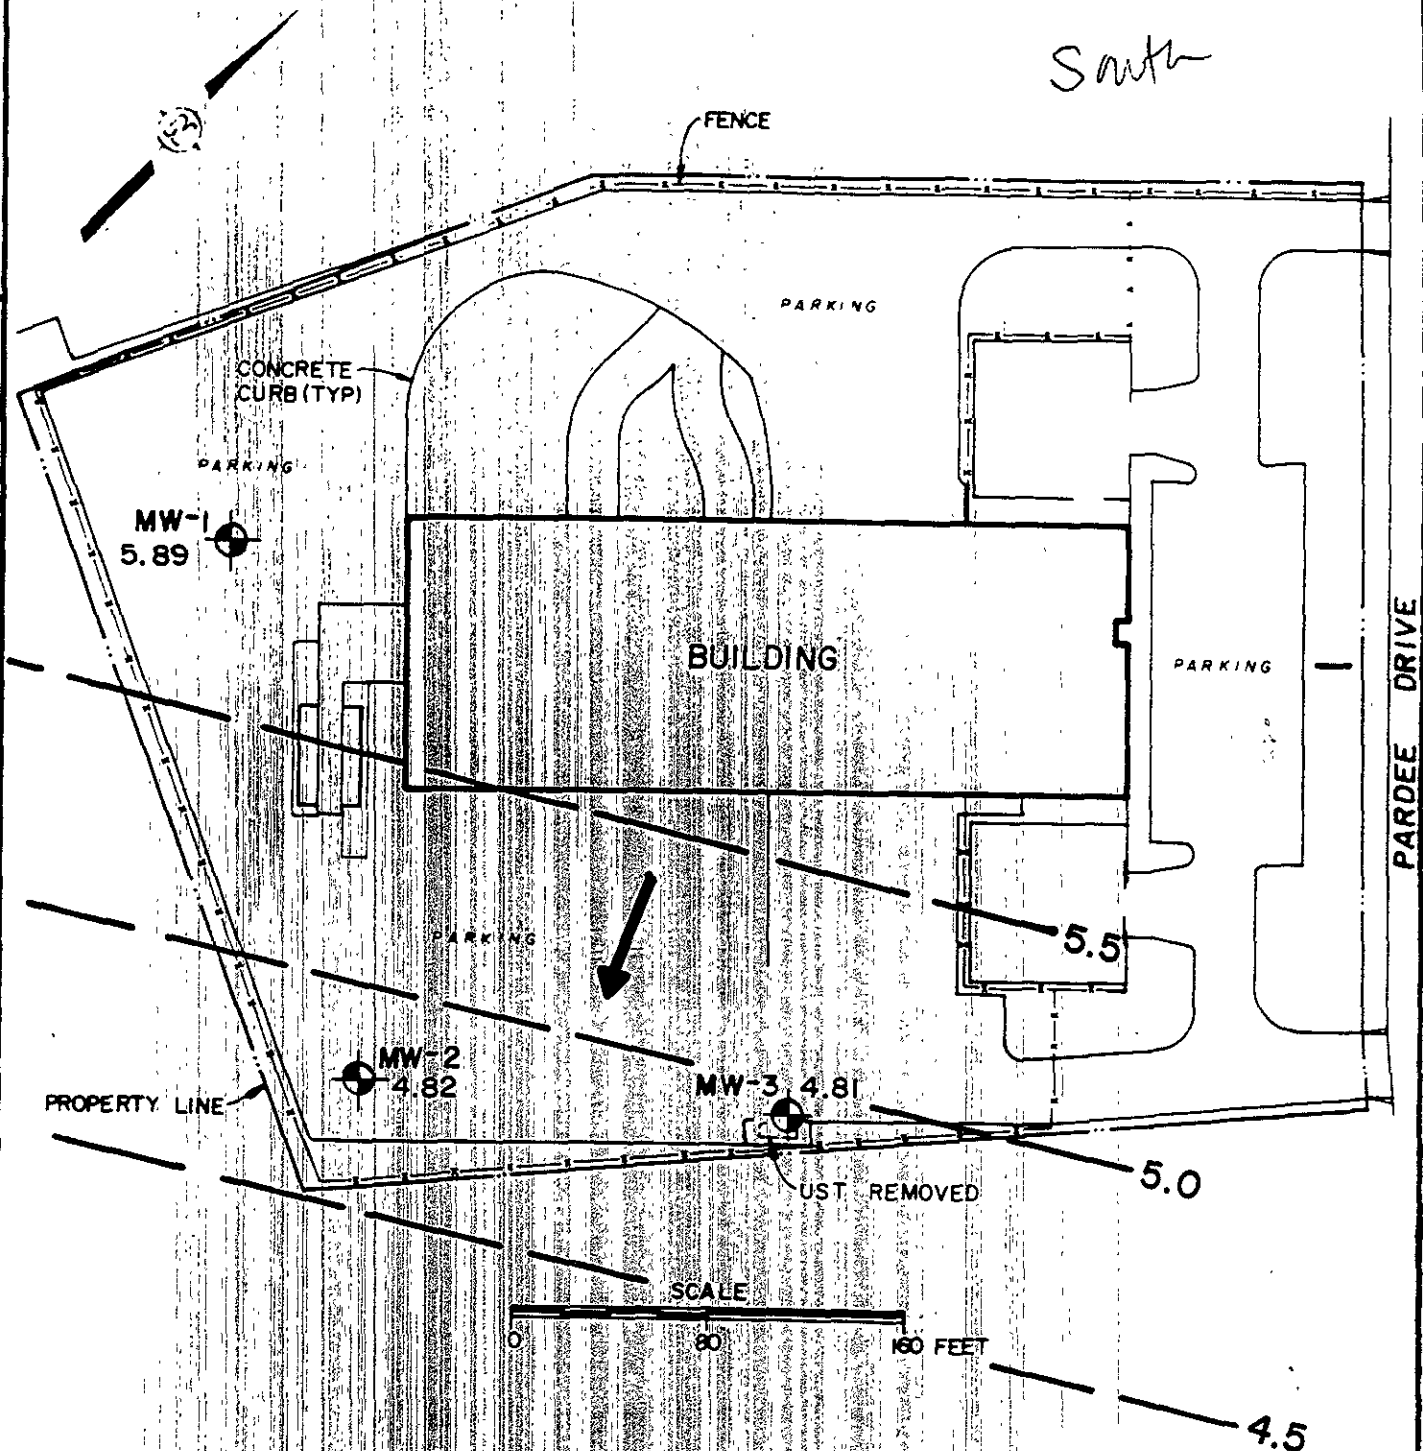 South
FENCE
PARKING
CONCRETE
CURB (TYP)
PARKING
MW-1
5.89
BUILDING
PARKING
PARDEE DRIVE
5.5
PARKING
MW-2
4.82
MW-3 4.81
PROPERTY LINE
5.0
UST REMOVED
SCALE
0 80 160 FEET
4.5